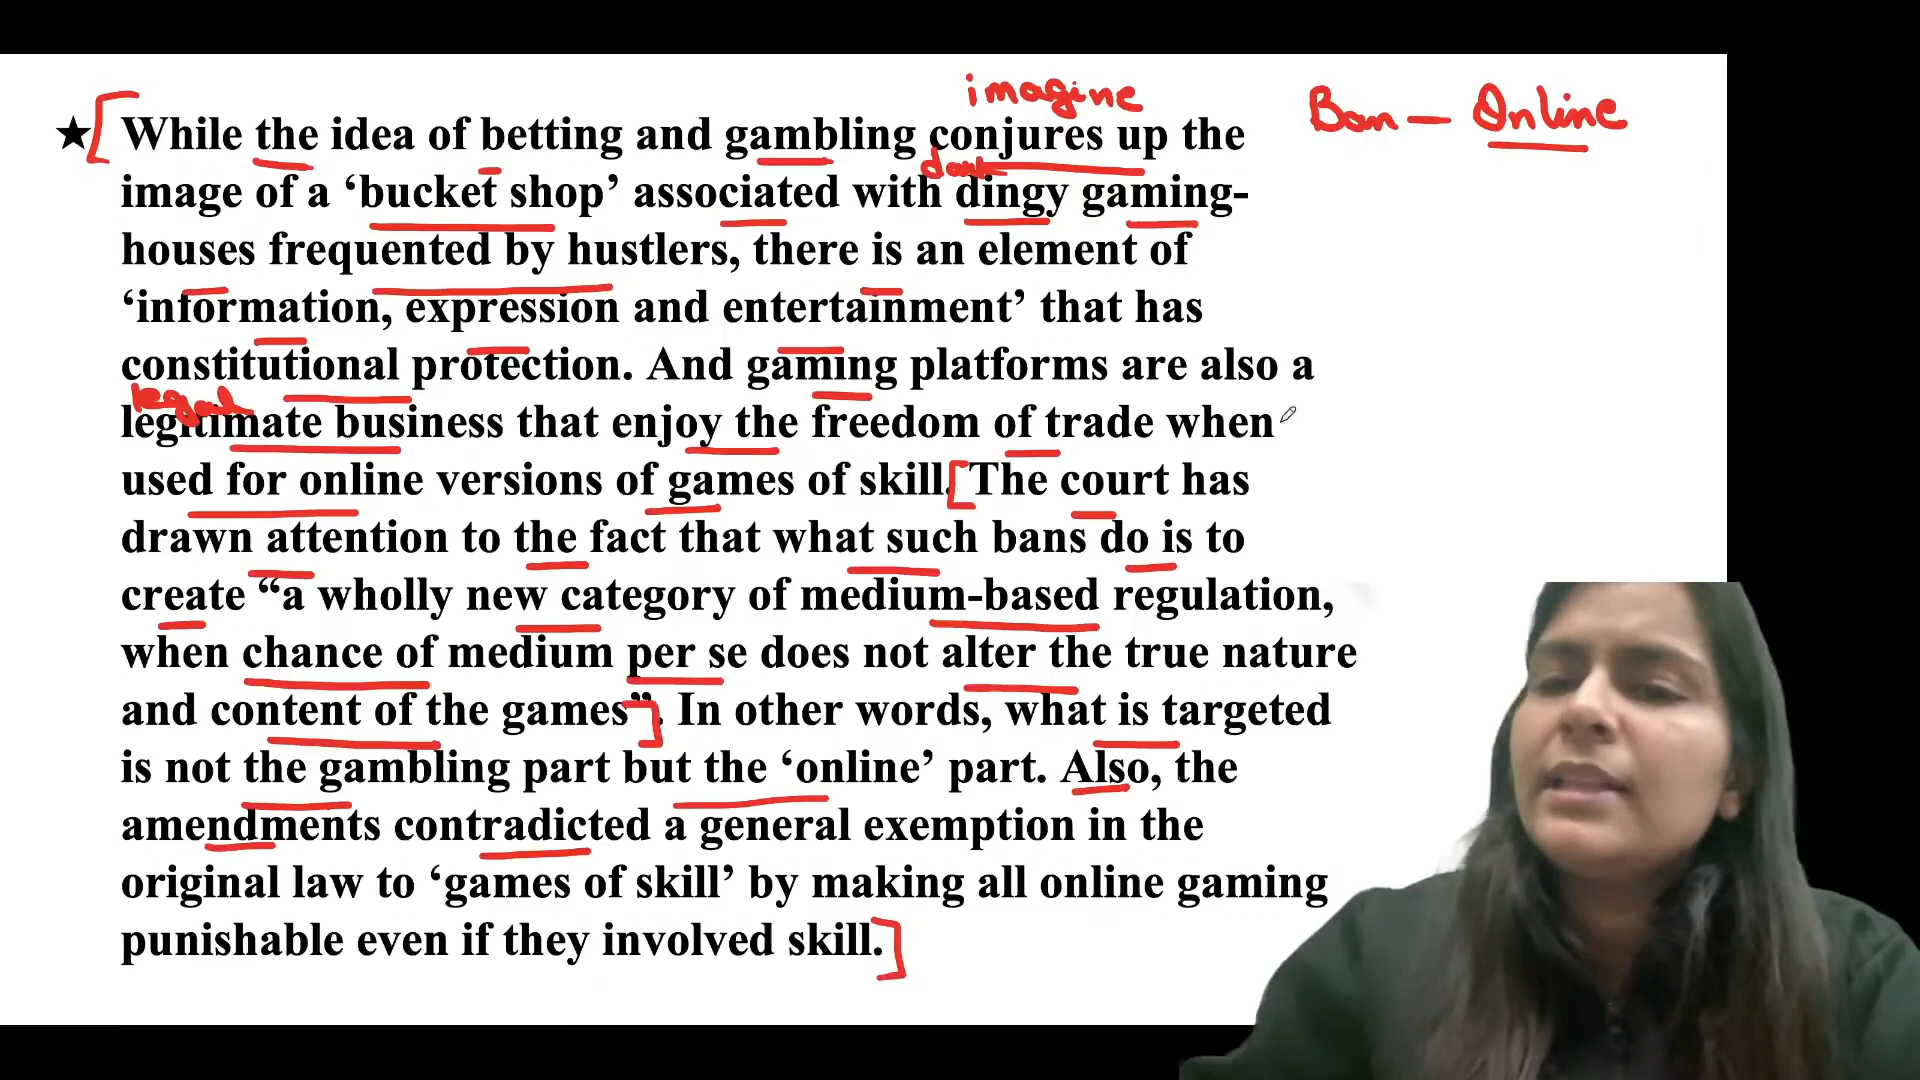 imagine
Ban — Online
★ While the idea of betting and gambling conjures up the
dark
image of a ‘bucket shop’ associated with dingy gaming-
houses frequented by hustlers, there is an element of
‘information, expression and entertainment’ that has
constitutional protection. And gaming platforms are also a
legal
legitimate business that enjoy the freedom of trade when
used for online versions of games of skill. [The court has
drawn attention to the fact that what such bans do is to
create “a wholly new category of medium-based regulation,
when chance of medium per se does not alter the true nature
and content of the games”]. In other words, what is targeted
is not the gambling part but the ‘online’ part. Also, the
amendments contradicted a general exemption in the
original law to ‘games of skill’ by making all online gaming
punishable even if they involved skill.]